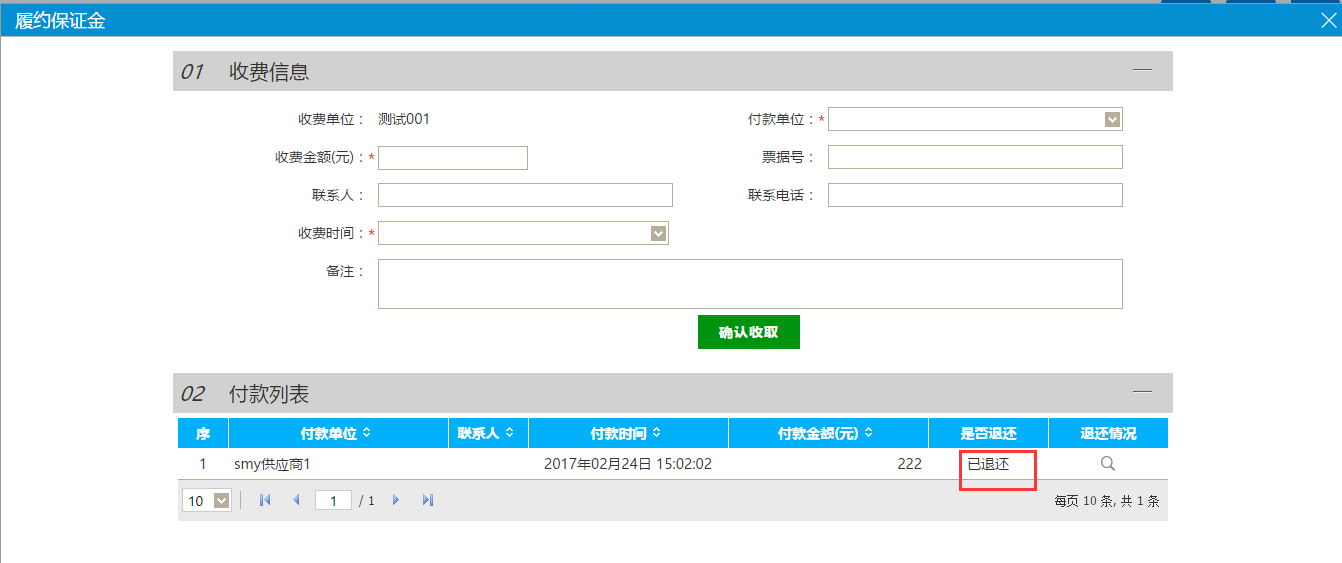 履约保证金
01 收费信息
收费单位： 测试001 付款单位：*
收费金额(元)：* 票据号：
联系人： 联系电话：
收费时间：*
备注：
确认收取
02 付款列表
序 付款单位 联系人 付款时间 付款金额(元) 是否退还 退还情况
1 smy供应商1 2017年02月24日 15:02:02 222 已退还
10 1 / 1 每页 10 条, 共 1 条